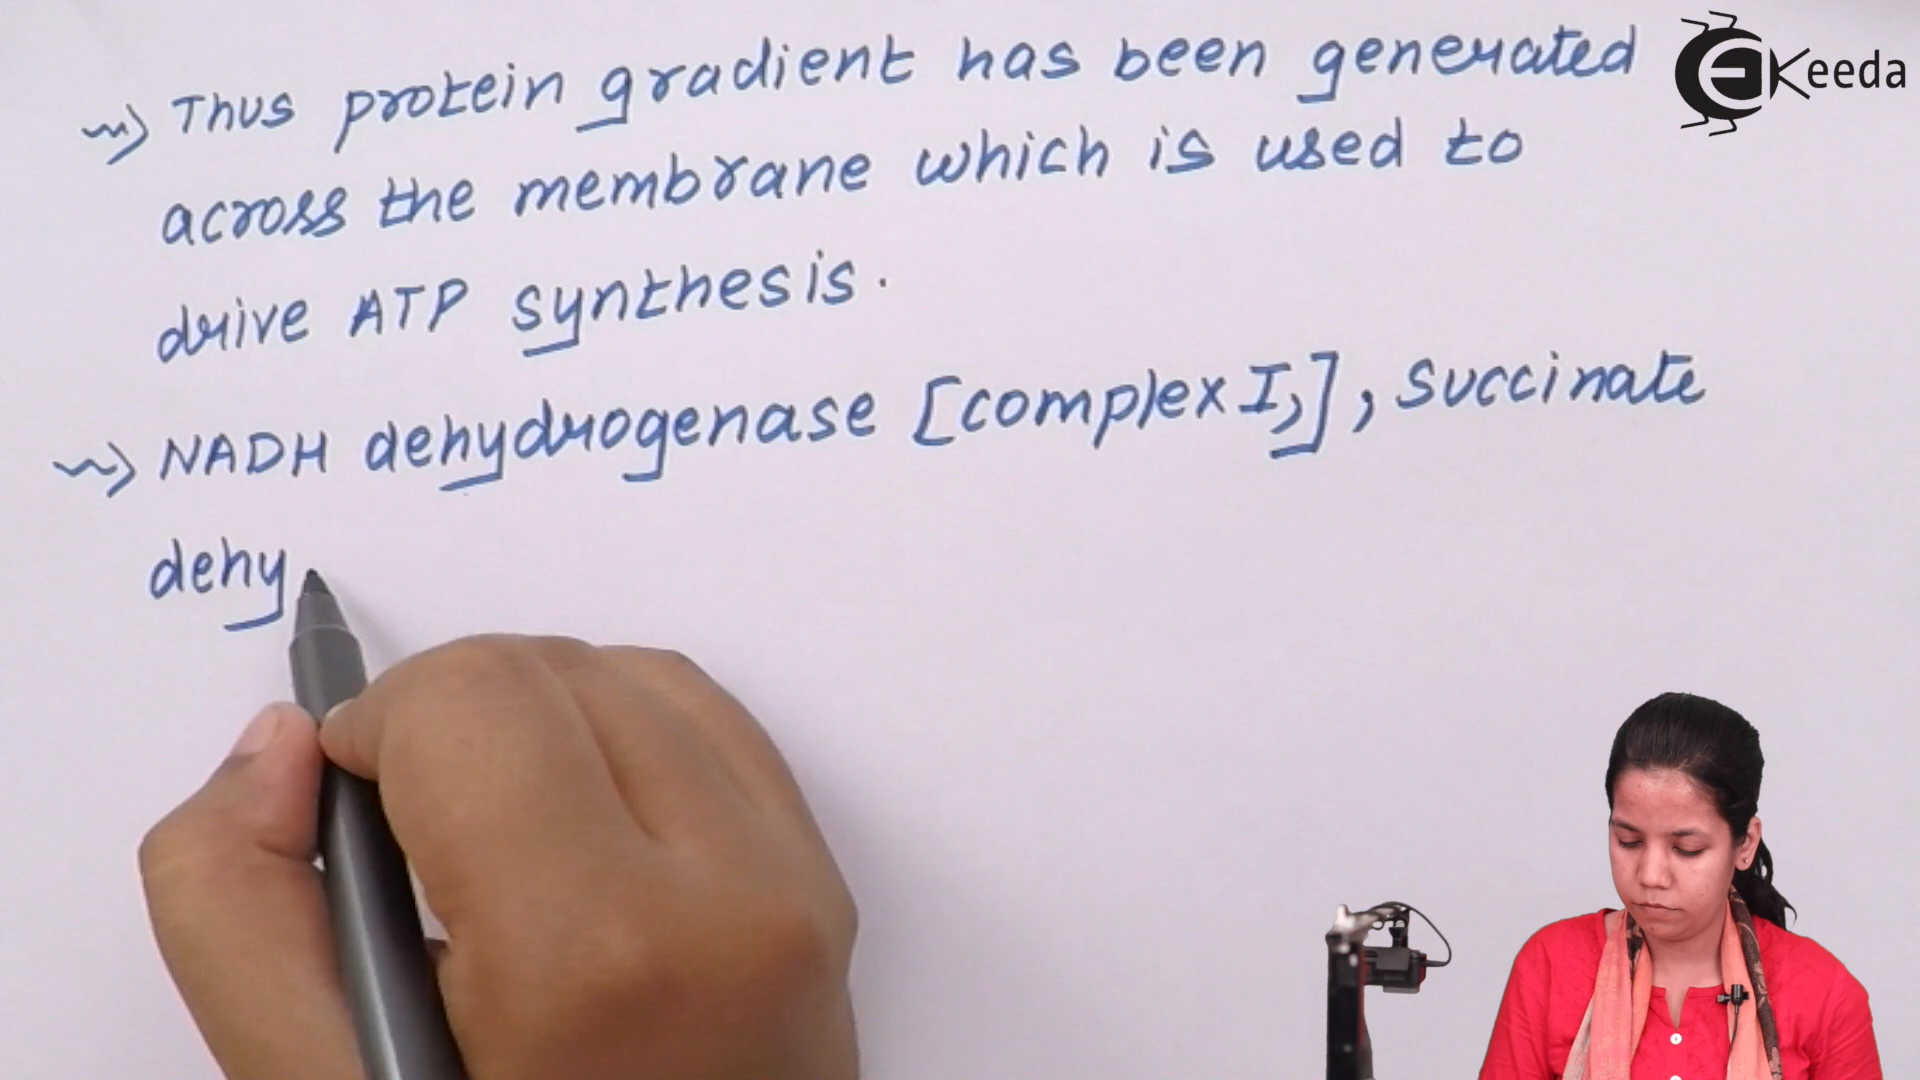 Thus protein gradient has been generated
across the membrane which is used to
drive ATP synthesis.
NADH dehydrogenase [complex I,], Succinate
dehy
EKeeda